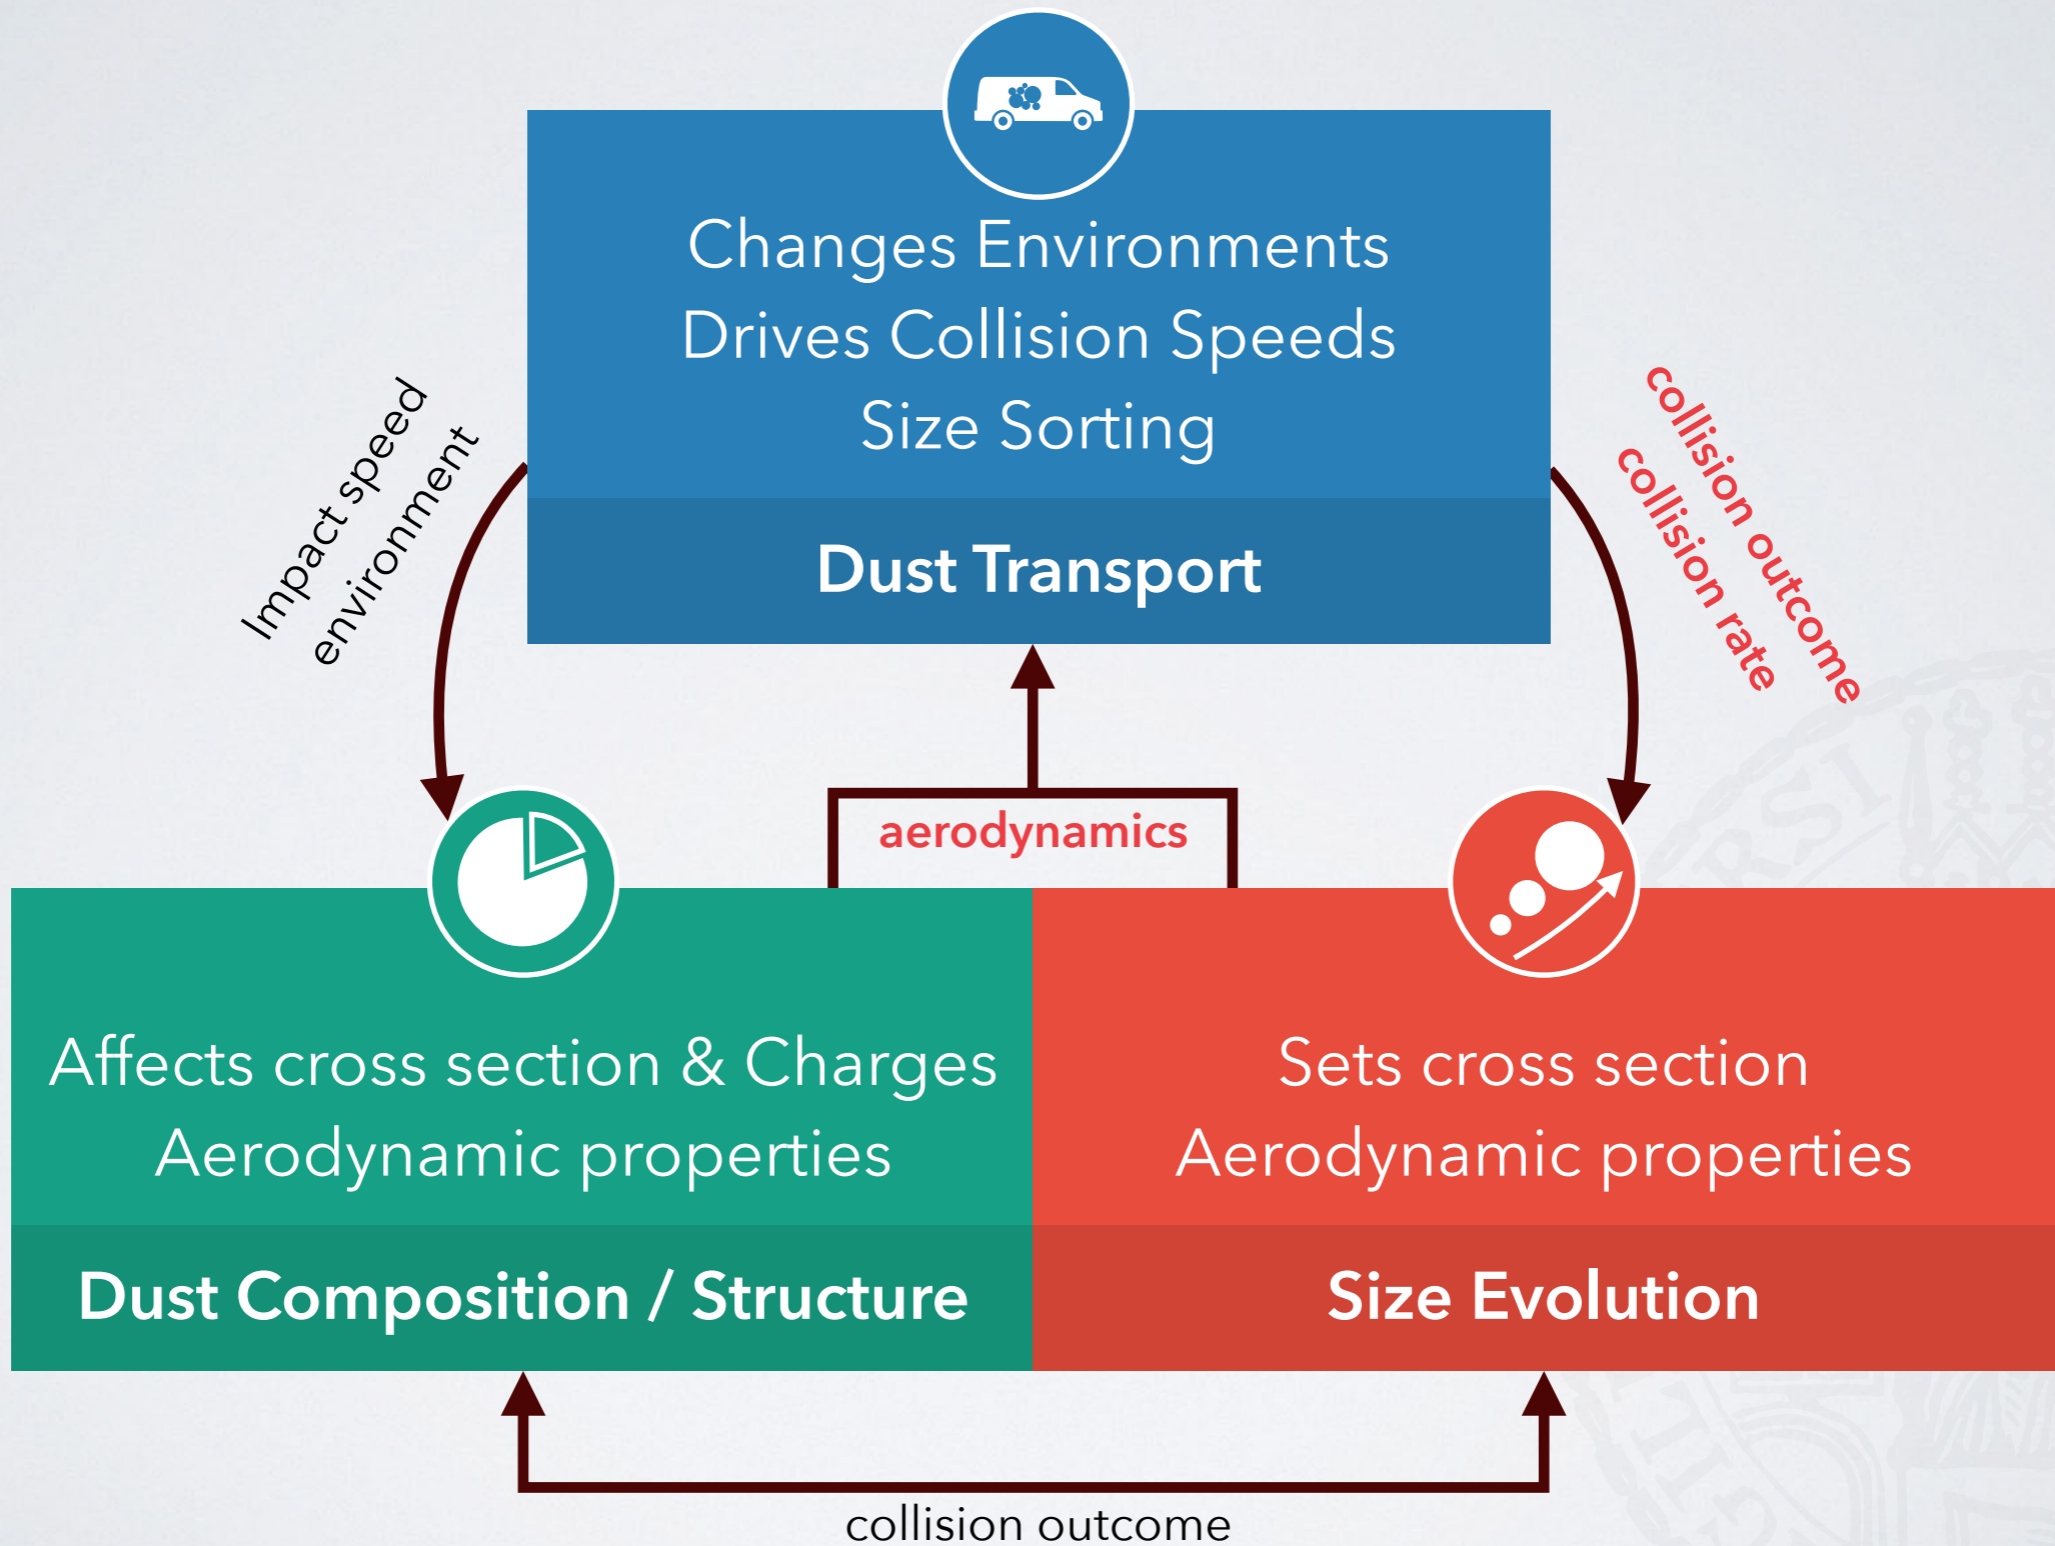 Changes Environments
Drives Collision Speeds
Size Sorting
Dust Transport
Impact speed
environment
collision outcome
collision rate
aerodynamics
Affects cross section & Charges
Aerodynamic properties
Dust Composition / Structure
Sets cross section
Aerodynamic properties
Size Evolution
collision outcome